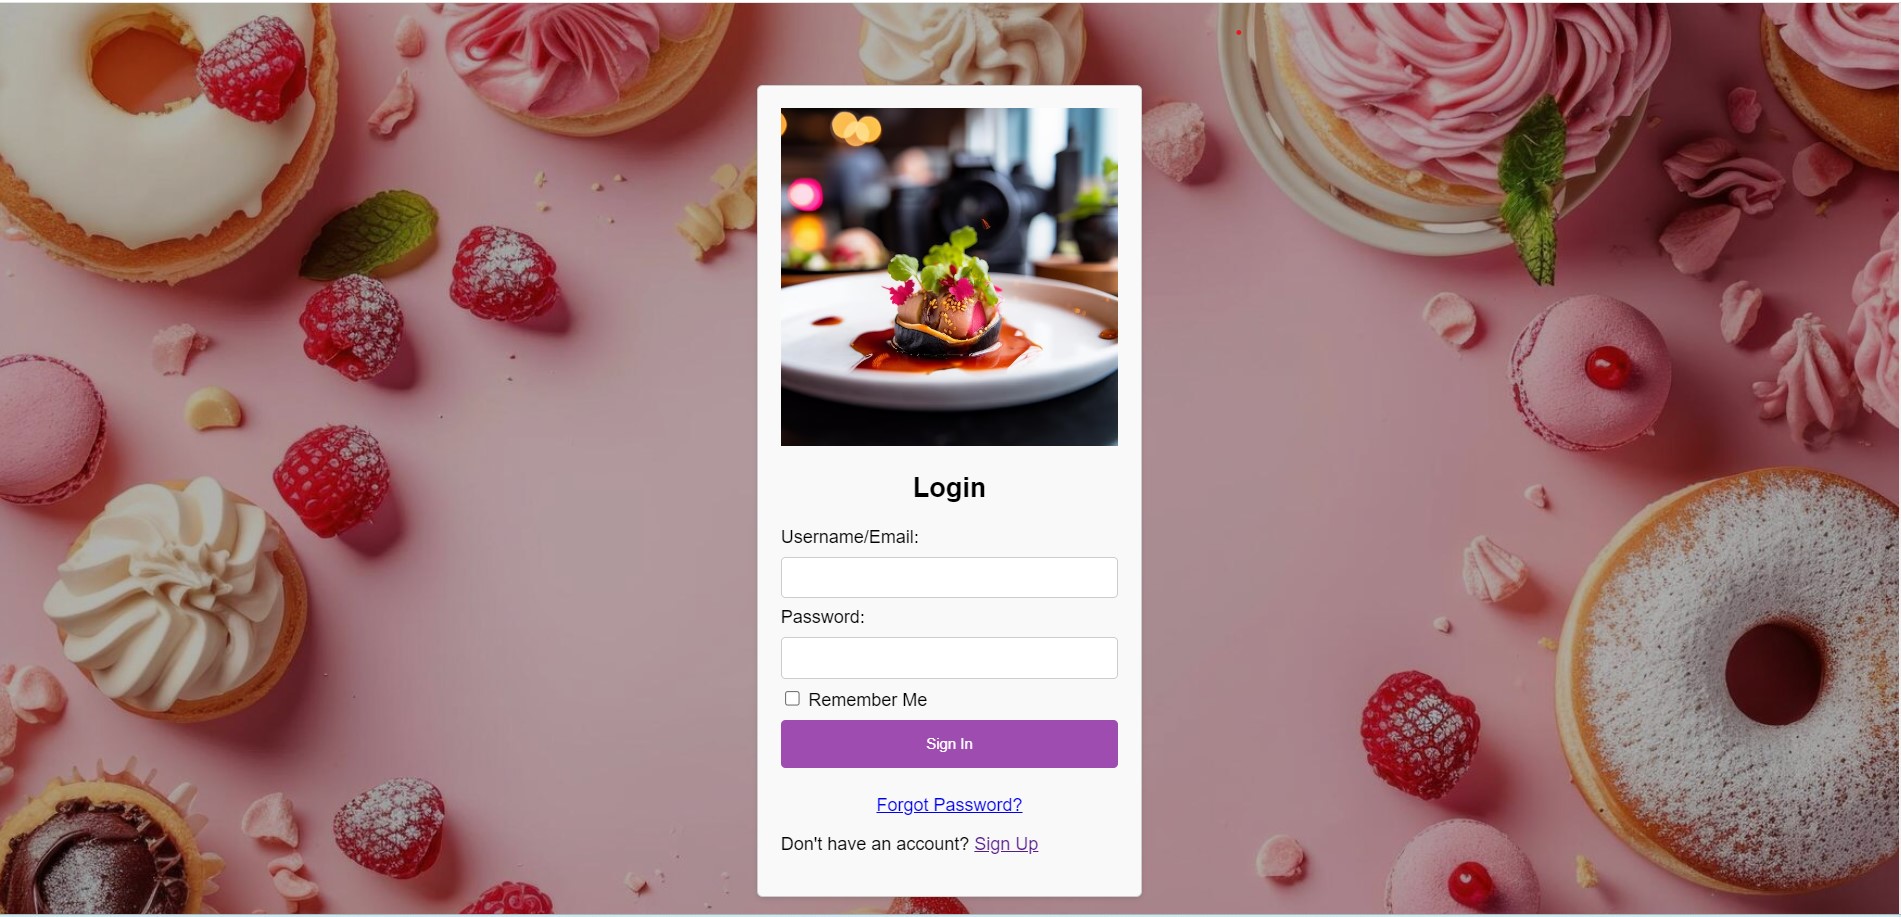 Login
Username/Email:
Password:
Remember Me
Sign In
Forgot Password?
Don't have an account? Sign Up